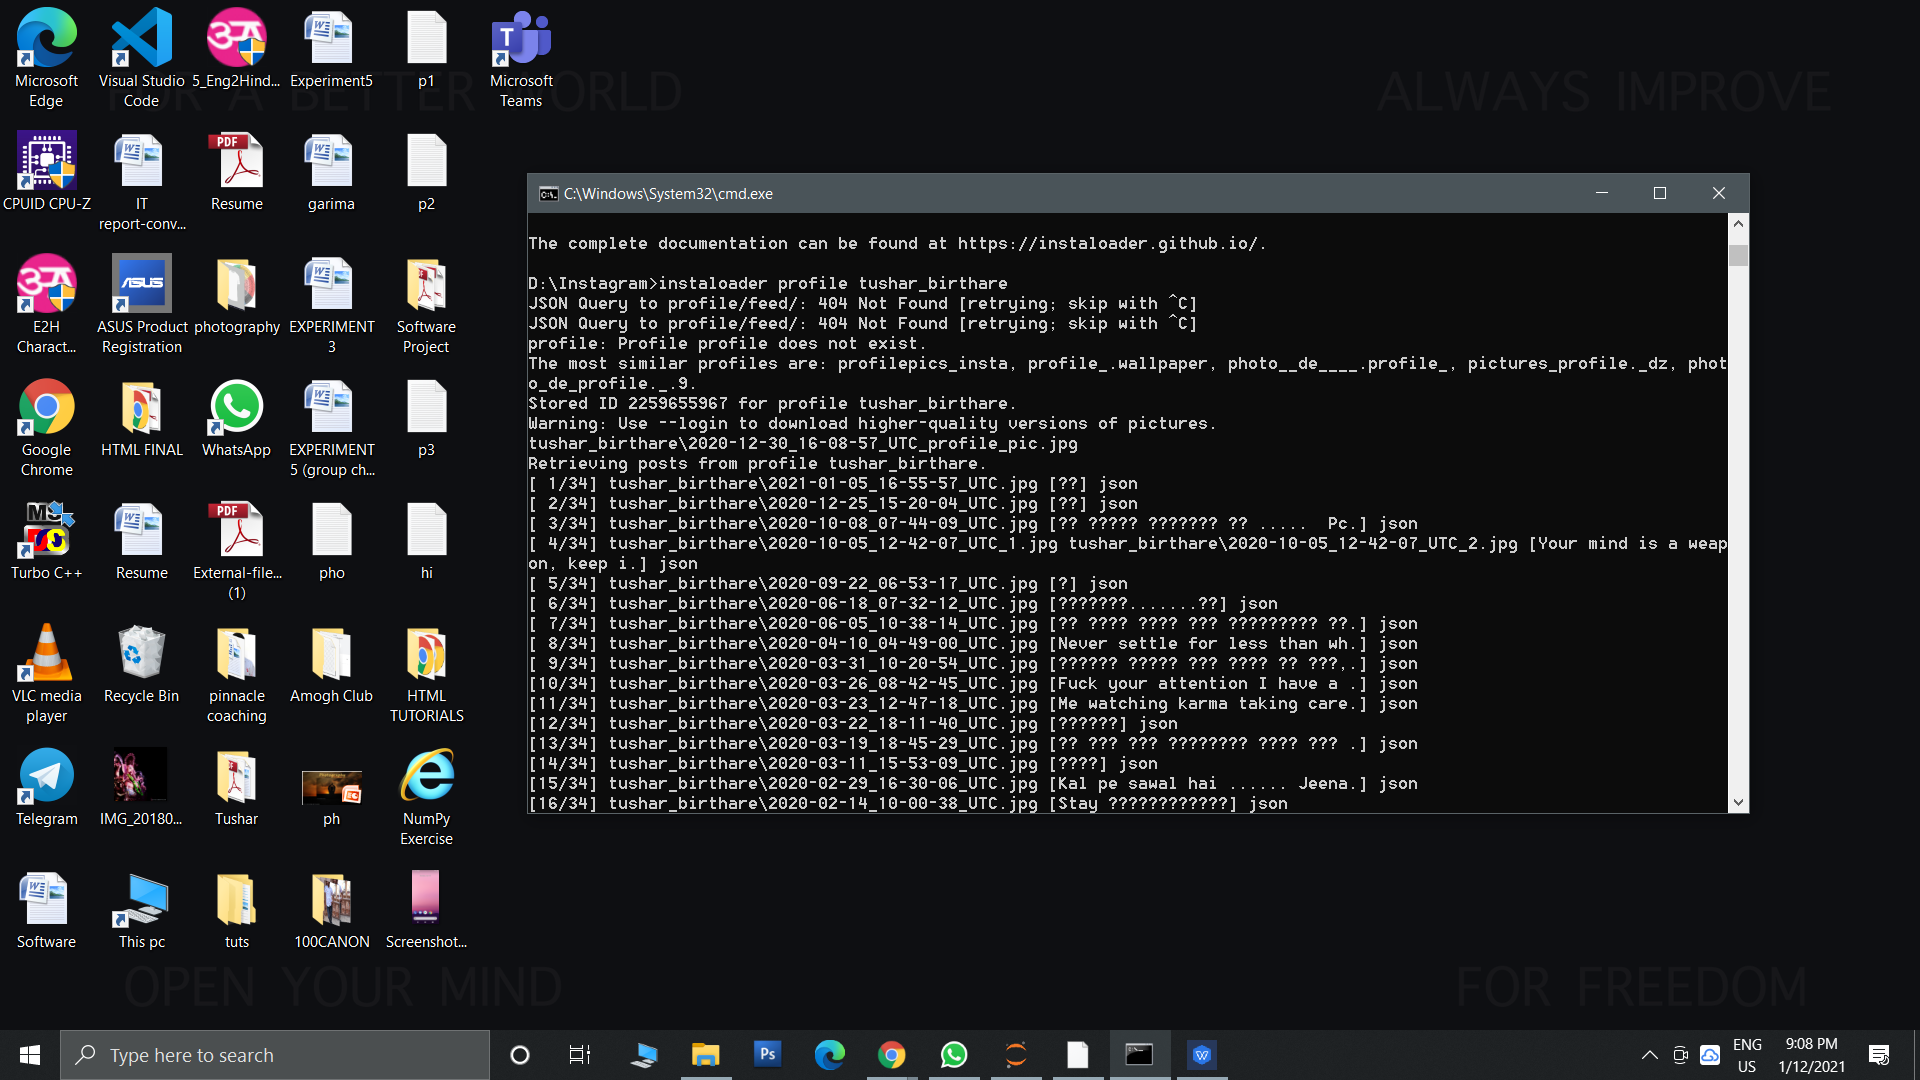 Microsoft Edge
Visual Studio Code
5_Eng2Hind...
Experiment5
p1
Microsoft Teams
FOR A BETTER WORLD
ALWAYS IMPROVE
CPUID CPU-Z
IT report-conv...
PDF
Resume
garima
p2
E2H Charact...
ASUS
ASUS Product Registration
photography
EXPERIMENT 3
Software Project
Google Chrome
HTML FINAL
WhatsApp
EXPERIMENT 5 (group ch...
p3
Turbo C++
Resume
PDF
External-file... (1)
pho
hi
VLC media player
Recycle Bin
pinnacle coaching
Amogh Club
HTML TUTORIALS
Telegram
IMG_20180...
Tushar
ph
NumPy Exercise
Software
This pc
tuts
100CANON
Screenshot...
OPEN YOUR MIND
FOR FREEDOM
C:\Windows\System32\cmd.exe
The complete documentation can be found at https://instaloader.github.io/.
D:\Instagram>instaloader profile tushar_birthare
JSON Query to profile/feed/: 404 Not Found [retrying; skip with ^C]
JSON Query to profile/feed/: 404 Not Found [retrying; skip with ^C]
profile: Profile profile does not exist.
The most similar profiles are: profilepics_insta, profile_.wallpaper, photo__de____.profile_, pictures_profile._dz, phot
o_de_profile._.9.
Stored ID 2259655967 for profile tushar_birthare.
Warning: Use --login to download higher-quality versions of pictures.
tushar_birthare\2020-12-30_16-08-57_UTC_profile_pic.jpg
Retrieving posts from profile tushar_birthare.
[ 1/34] tushar_birthare\2021-01-05_16-55-57_UTC.jpg [??] json
[ 2/34] tushar_birthare\2020-12-25_15-20-04_UTC.jpg [??] json
[ 3/34] tushar_birthare\2020-10-08_07-44-09_UTC.jpg [?? ????? ??????? ?? .....  Pc.] json
[ 4/34] tushar_birthare\2020-10-05_12-42-07_UTC_1.jpg tushar_birthare\2020-10-05_12-42-07_UTC_2.jpg [Your mind is a weap
on, keep i.] json
[ 5/34] tushar_birthare\2020-09-22_06-53-17_UTC.jpg [?] json
[ 6/34] tushar_birthare\2020-06-18_07-32-12_UTC.jpg [???????.......??] json
[ 7/34] tushar_birthare\2020-06-05_10-38-14_UTC.jpg [?? ???? ???? ??? ????????? ??.] json
[ 8/34] tushar_birthare\2020-04-10_04-49-00_UTC.jpg [Never settle for less than wh.] json
[ 9/34] tushar_birthare\2020-03-31_10-20-54_UTC.jpg [?????? ????? ??? ???? ?? ???,.] json
[10/34] tushar_birthare\2020-03-26_08-42-45_UTC.jpg [Fuck your attention I have a .] json
[11/34] tushar_birthare\2020-03-23_12-47-18_UTC.jpg [Me watching karma taking care.] json
[12/34] tushar_birthare\2020-03-22_18-11-40_UTC.jpg [??????] json
[13/34] tushar_birthare\2020-03-19_18-45-29_UTC.jpg [?? ??? ??? ???????? ???? ??? .] json
[14/34] tushar_birthare\2020-03-11_15-53-09_UTC.jpg [????] json
[15/34] tushar_birthare\2020-02-29_16-30-06_UTC.jpg [Kal pe sawal hai ...... Jeena.] json
[16/34] tushar_birthare\2020-02-14_10-00-38_UTC.jpg [Stay ????????????] json
Type here to search
Ps
ENG
US
9:08 PM
1/12/2021